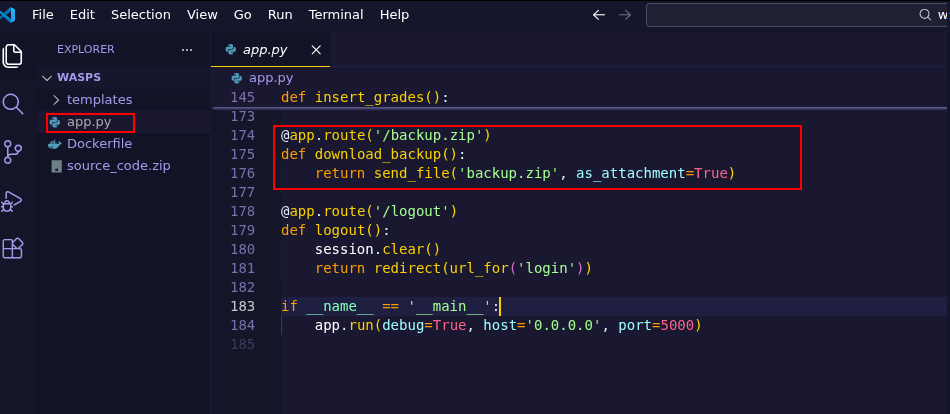 File Edit Selection View Go Run Terminal Help
w
EXPLORER ...
app.py
WASPS
app.py
templates
app.py
Dockerfile
source_code.zip
145 def insert_grades():
173
174 @app.route('/backup.zip')
175 def download_backup():
176     return send_file('backup.zip', as_attachment=True)
177
178 @app.route('/logout')
179 def logout():
180     session.clear()
181     return redirect(url_for('login'))
182
183 if __name__ == '__main__':
184     app.run(debug=True, host='0.0.0.0', port=5000)
185